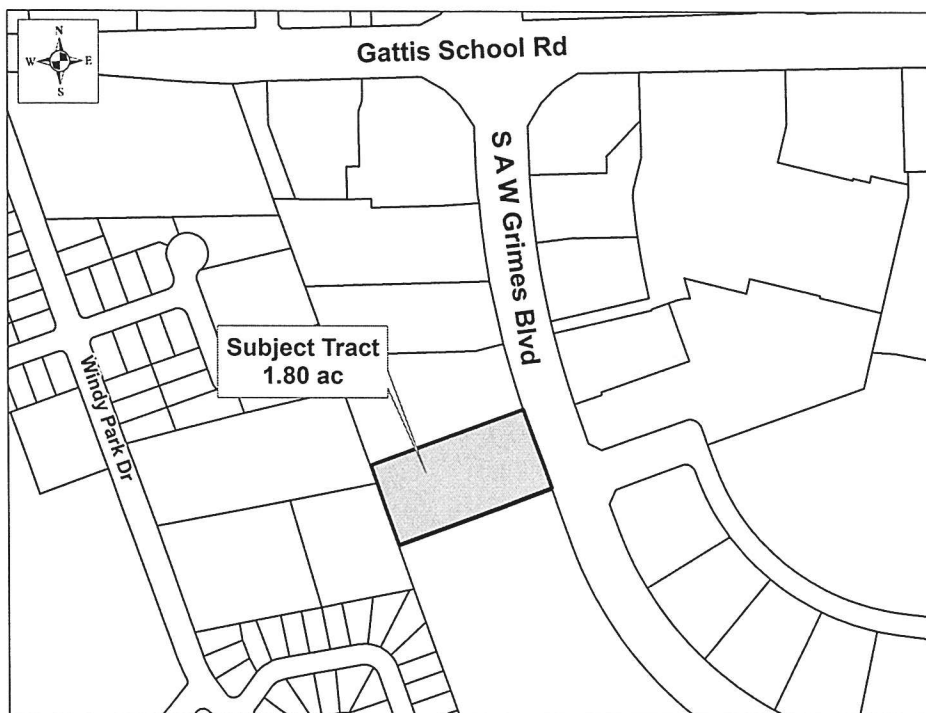 N
W E
S
Gattis School Rd
S A W Grimes Blvd
Subject Tract
1.80 ac
Windy Park Dr